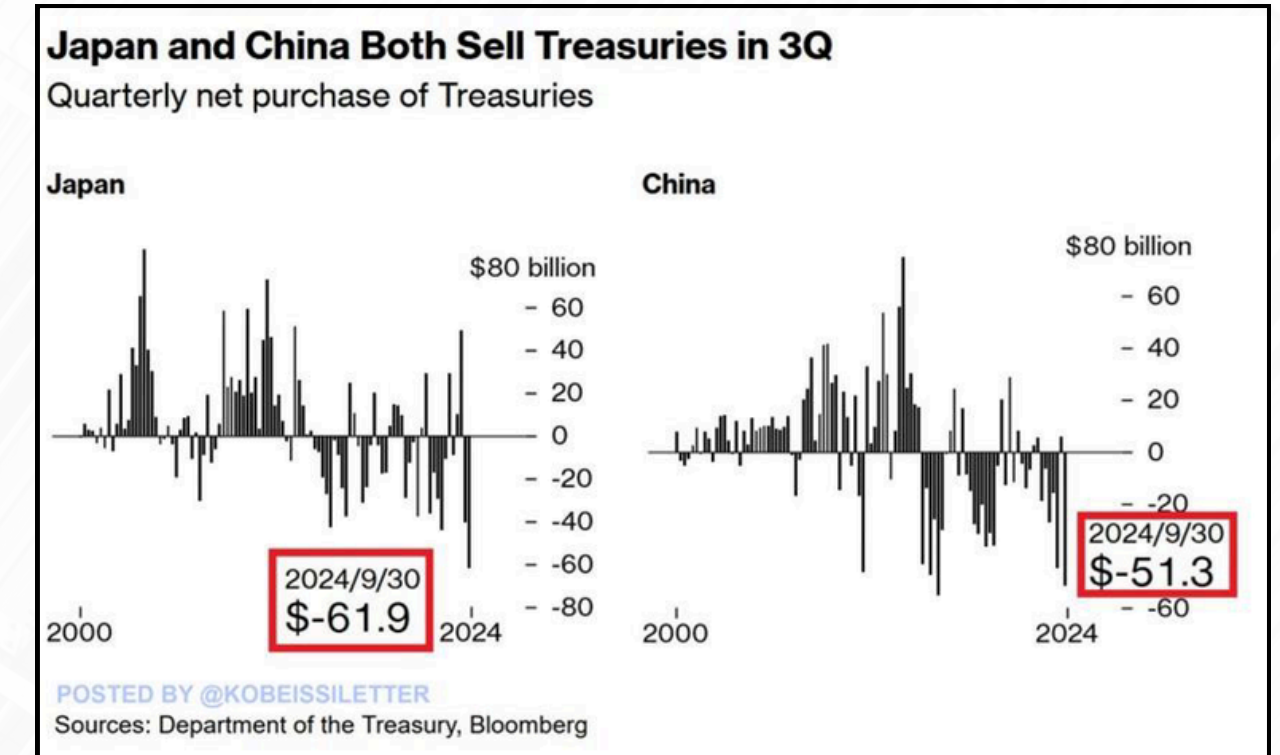 Japan and China Both Sell Treasuries in 3Q
Quarterly net purchase of Treasuries
Japan
$80 billion
- 60
- 40
- 20
- 0
- -20
- -40
- -60
- -80
2024/9/30
$-61.9
2000
2024
China
$80 billion
- 60
- 40
- 20
- 0
- -20
2024/9/30
$-51.3
- -60
2000
2024
POSTED BY @KOBEISSILETTER
Sources: Department of the Treasury, Bloomberg